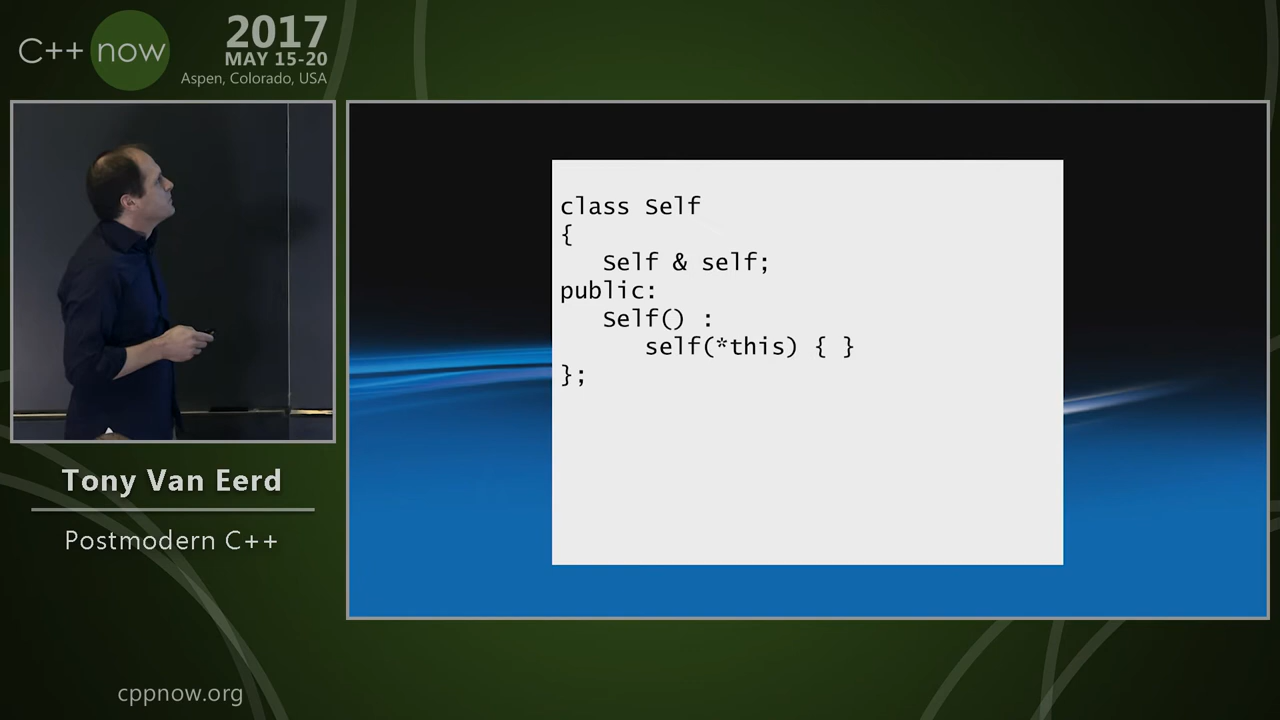 C++ now
2017
MAY 15-20
Aspen, Colorado, USA
class Self
{
   Self & self;
public:
   Self() :
      self(*this) { }
};
Tony Van Eerd
Postmodern C++
cppnow.org